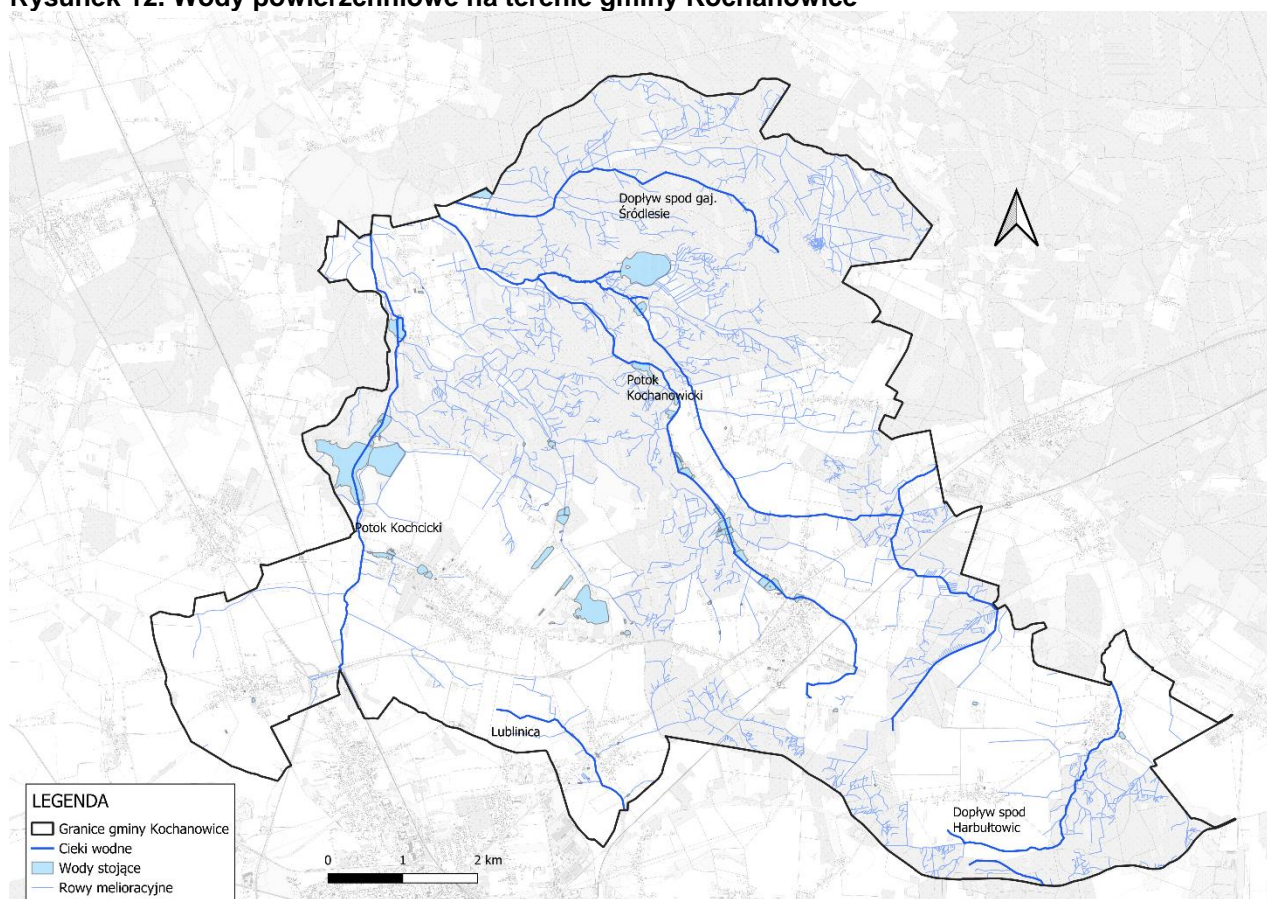 Rysunek 12. Wody powierzchniowe na terenie gminy Kochanowice
Dopływ spod gaj.
Śródlesie
Potok
Kochanowicki
Potok Kochcicki
Lublinica
Dopływ spod
Harbułtowic
LEGENDA
Granice gminy Kochanowice
Cieki wodne
Wody stojące
Rowy melioracyjne
0 1 2 km